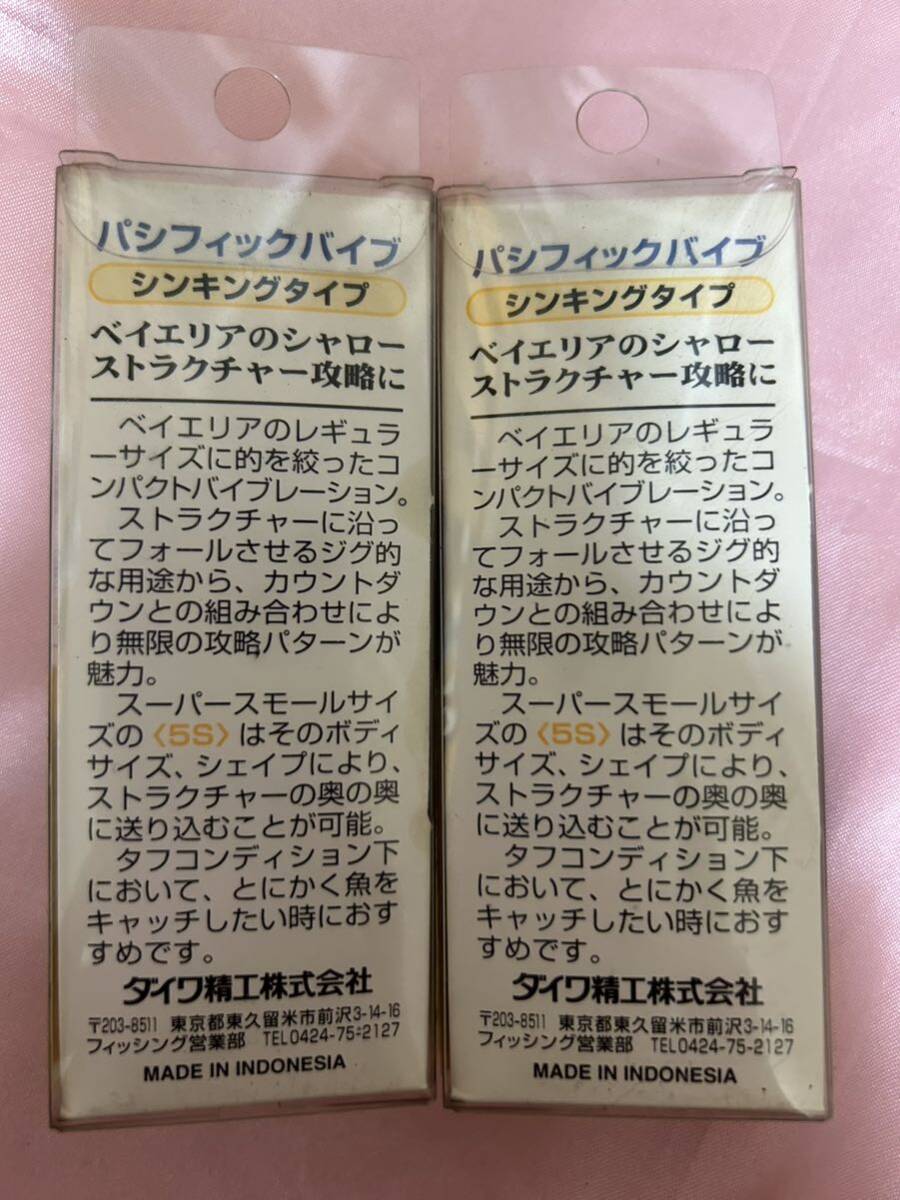 パシフィックバイブ
シンキングタイプ
ベイエリアのシャロー
ストラクチャー攻略に
ベイエリアのレギュラ
ーサイズに的を絞ったコ
ンパクトバイブレーション。
ストラクチャーに沿っ
てフォールさせるジグ的
な用途から、カウントダ
ウンとの組み合わせによ
り無限の攻略パターンが
魅力。
スーパースモールサイ
ズの〈5S〉はそのボディ
サイズ、シェイプにより、
ストラクチャーの奥の奥
に送り込むことが可能。
タフコンディション下
において、とにかく魚を
キャッチしたい時におす
すめです。
ダイワ精工株式会社
〒203-8511 東京都東久留米市前沢3-14-16
フィッシング営業部 TEL0424-75-2127
MADE IN INDONESIA
パシフィックバイブ
シンキングタイプ
ベイエリアのシャロー
ストラクチャー攻略に
ベイエリアのレギュラ
ーサイズに的を絞ったコ
ンパクトバイブレーション。
ストラクチャーに沿っ
てフォールさせるジグ的
な用途から、カウントダ
ウンとの組み合わせによ
り無限の攻略パターンが
魅力。
スーパースモールサイ
ズの〈5S〉はそのボディ
サイズ、シェイプにより、
ストラクチャーの奥の奥
に送り込むことが可能。
タフコンディション下
において、とにかく魚を
キャッチしたい時におす
すめです。
ダイワ精工株式会社
〒203-8511 東京都東久留米市前沢3-14-16
フィッシング営業部 TEL0424-75-2127
MADE IN INDONESIA